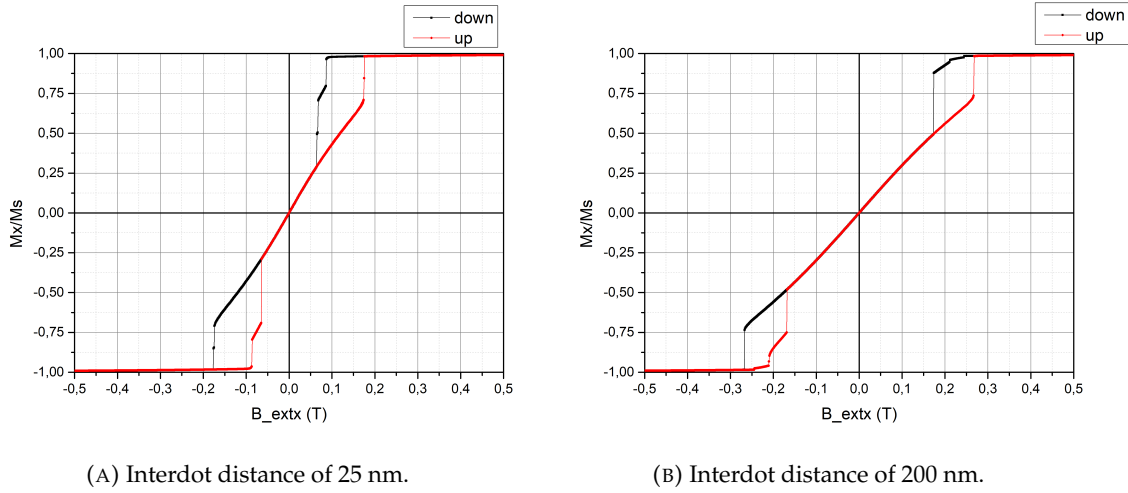 down
up
1,00
0,75
0,50
0,25
0,00
-0,25
-0,50
-0,75
-1,00
Mx/Ms
-0,5 -0,4 -0,3 -0,2 -0,1 0,0 0,1 0,2 0,3 0,4 0,5
B_extx (T)
(A) Interdot distance of 25 nm.
down
up
1,00
0,75
0,50
0,25
0,00
-0,25
-0,50
-0,75
-1,00
Mx/Ms
-0,5 -0,4 -0,3 -0,2 -0,1 0,0 0,1 0,2 0,3 0,4 0,5
B_extx (T)
(B) Interdot distance of 200 nm.